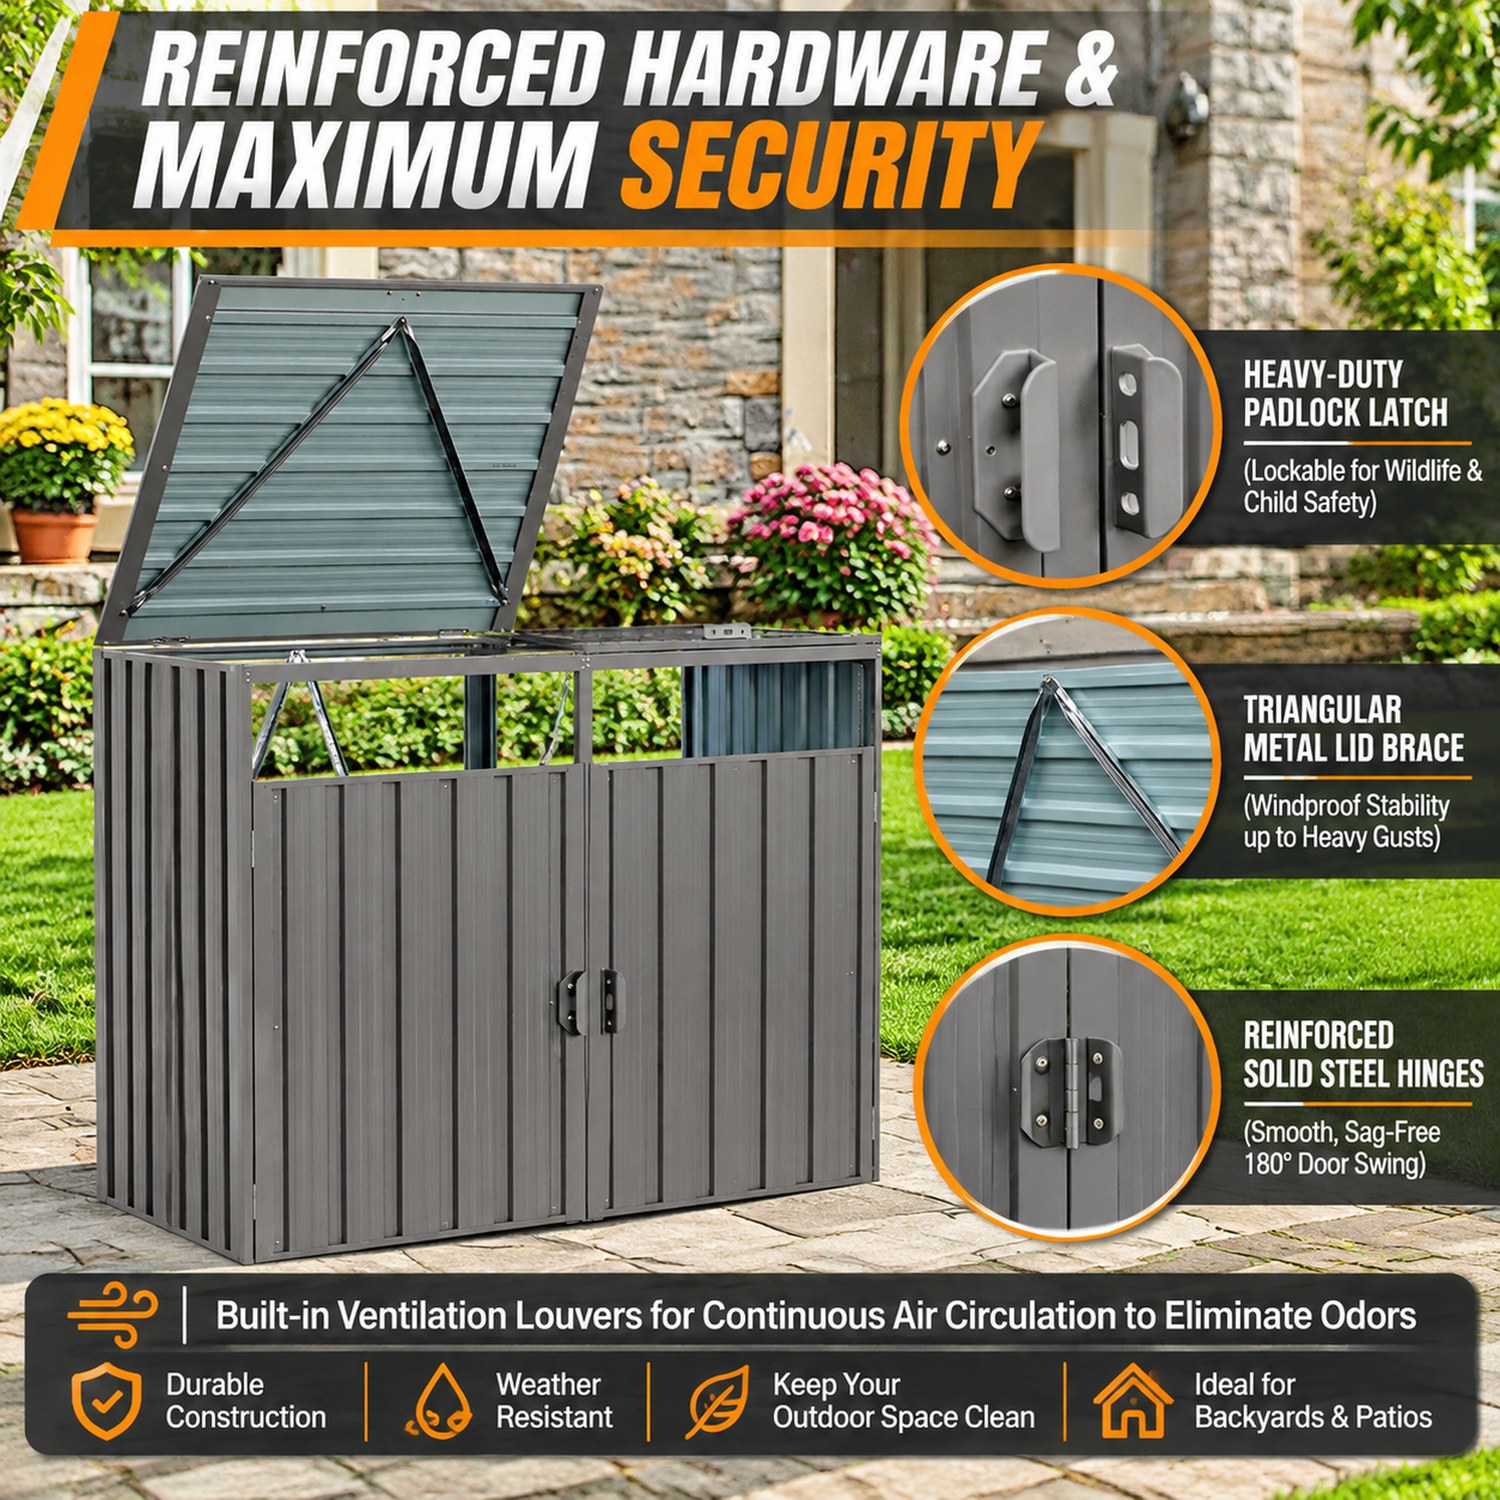 REINFORCED HARDWARE &
MAXIMUM SECURITY
HEAVY-DUTY
PADLOCK LATCH
(Lockable for Wildlife &
Child Safety)
TRIANGULAR
METAL LID BRACE
(Windproof Stability
up to Heavy Gusts)
REINFORCED
SOLID STEEL HINGES
(Smooth, Sag-Free
180° Door Swing)
Built-in Ventilation Louvers for Continuous Air Circulation to Eliminate Odors
Durable
Construction
Weather
Resistant
Keep Your
Outdoor Space Clean
Ideal for
Backyards & Patios